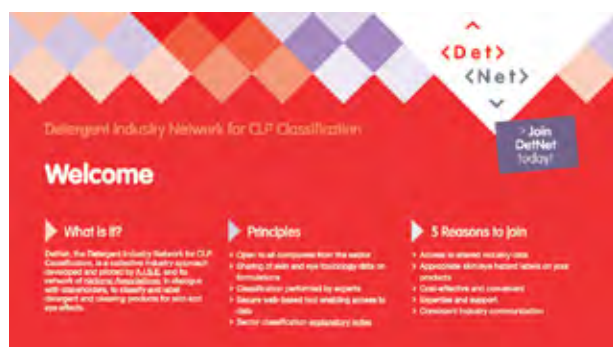 <Det>
<Net>
Detergent Industry Network for CLP Classification
> Join
DetNet
today!
Welcome
What is it?
DetNet, the Detergent Industry Network for CLP
Classification, is a collective industry approach
developed and piloted by A.I.S.E. and its
network of National Associations, in dialogue
with stakeholders, to classify and label
detergent and cleaning products for skin and
eye effects.
Principles
> Open to all companies from the sector
> Sharing of skin and eye toxicology data on
formulations
> Classification performed by experts
> Secure web-based tool enabling access to
data
> Sector classification explanatory notes
5 Reasons to join
> Access to shared industry data
> Appropriate skin/eye hazard labels on your
products
> Cost-effective and convenient
> Expertise and support
> Consistent industry communication